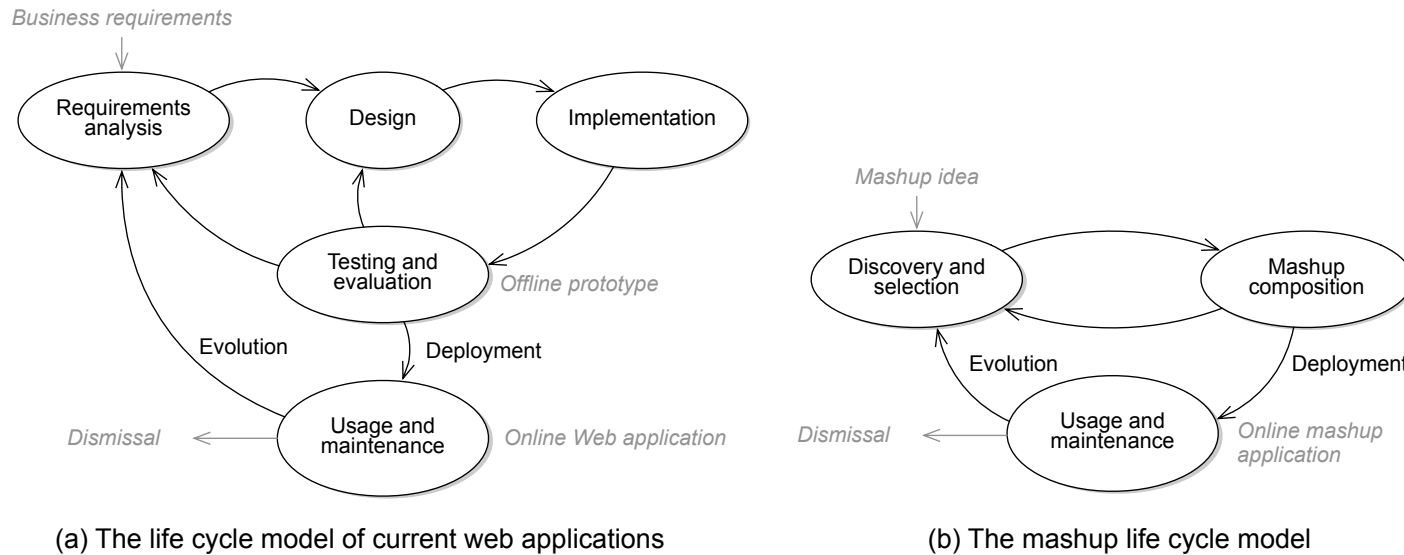 Business requirements
Requirements
analysis
Design
Implementation
Testing and
evaluation
Offline prototype
Evolution
Deployment
Usage and
maintenance
Dismissal
Online Web application
(a) The life cycle model of current web applications
Mashup idea
Discovery and
selection
Mashup
composition
Evolution
Deployment
Usage and
maintenance
Dismissal
Online mashup
application
(b) The mashup life cycle model